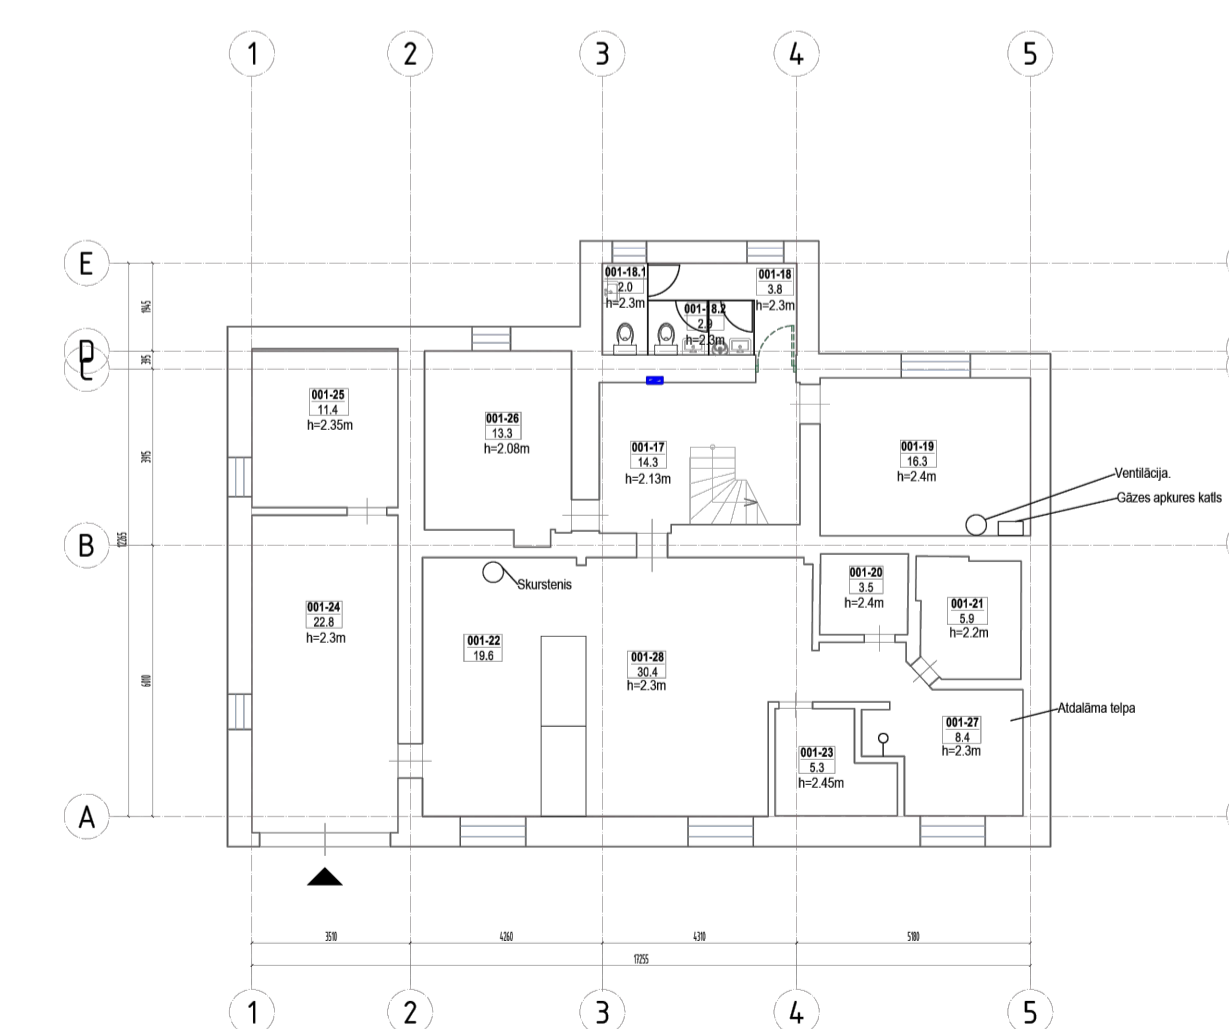 1
2
3
4
5
E
D
C
B
A
1945
395
3915
12265
6010
001-18.1
2.0
h=2.3m
001-18
3.8
h=2.3m
001-18.2
2.9
h=2.3m
001-25
11.4
h=2.35m
001-26
13.3
h=2.08m
001-17
14.3
h=2.13m
001-19
16.3
h=2.4m
Ventilācija.
Gāzes apkures katls
Skurstenis
001-20
3.5
h=2.4m
001-21
5.9
h=2.2m
001-24
22.8
h=2.3m
001-22
19.6
001-28
30.4
h=2.3m
Atdalāma telpa
001-27
8.4
h=2.3m
001-23
5.3
h=2.45m
3510
4260
4310
5180
17255
1
2
3
4
5